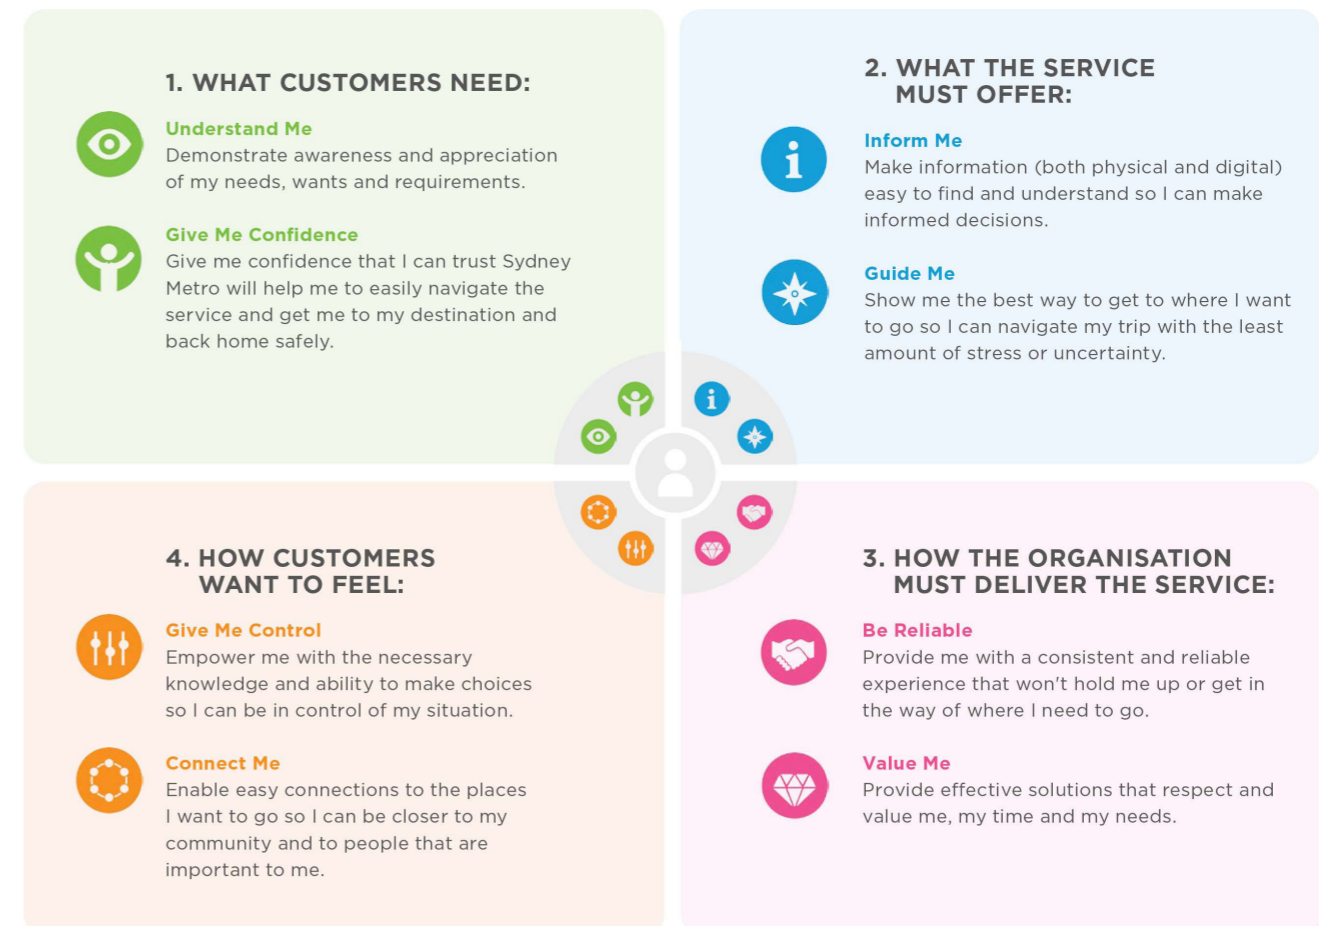 1. WHAT CUSTOMERS NEED:
Understand Me
Demonstrate awareness and appreciation
of my needs, wants and requirements.
Give Me Confidence
Give me confidence that I can trust Sydney
Metro will help me to easily navigate the
service and get me to my destination and
back home safely.
2. WHAT THE SERVICE
MUST OFFER:
Inform Me
Make information (both physical and digital)
easy to find and understand so I can make
informed decisions.
Guide Me
Show me the best way to get to where I want
to go so I can navigate my trip with the least
amount of stress or uncertainty.
3. HOW THE ORGANISATION
MUST DELIVER THE SERVICE:
Be Reliable
Provide me with a consistent and reliable
experience that won't hold me up or get in
the way of where I need to go.
Value Me
Provide effective solutions that respect and
value me, my time and my needs.
4. HOW CUSTOMERS
WANT TO FEEL:
Give Me Control
Empower me with the necessary
knowledge and ability to make choices
so I can be in control of my situation.
Connect Me
Enable easy connections to the places
I want to go so I can be closer to my
community and to people that are
important to me.